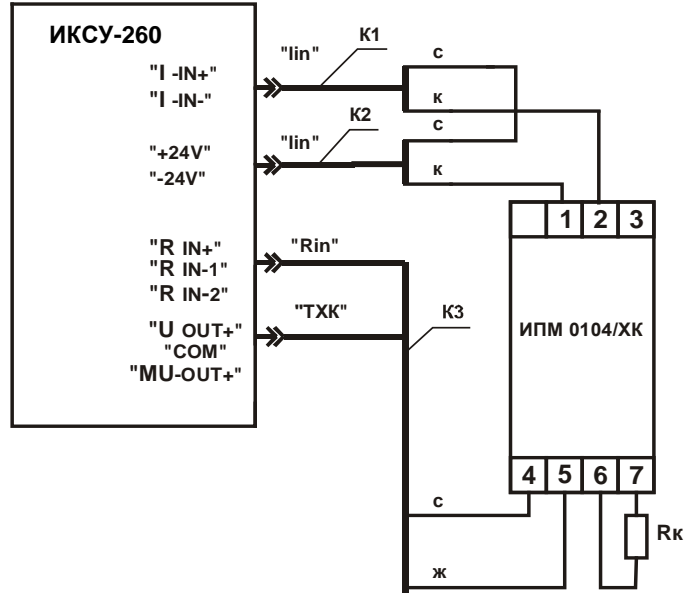 ИКСУ-260
"Iin"
К1
с
"I -IN+"
"I -IN-"
к
"Iin"
К2
с
"+24V"
"-24V"
к
1 2 3
"R IN+"
"R IN-1"
"R IN-2"
"Rin"
"ТХК"
К3
ИПМ 0104/ХК
"U OUT+"
"COM"
"MU-OUT+"
4 5 6 7
с
Rк
ж